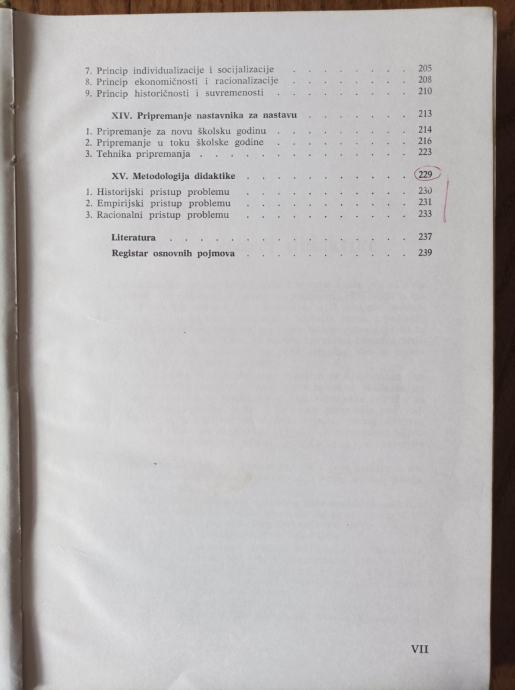 7. Princip individualizacije i socijalizacije . . . . . . . . 205
8. Princip ekonomičnosti i racionalizacije . . . . . . . . 208
9. Princip historičnosti i suvremenosti . . . . . . . . 210
XIV. Pripremanje nastavnika za nastavu . . . . . . . 213
1. Pripremanje za novu školsku godinu . . . . . . . . 214
2. Pripremanje u toku školske godine . . . . . . . . 216
3. Tehnika pripremanja . . . . . . . . . . . . 223
XV. Metodologija didaktike . . . . . . . . . . 229
1. Historijski pristup problemu . . . . . . . . . . 230
2. Empirijski pristup problemu . . . . . . . . . . 231
3. Racionalni pristup problemu . . . . . . . . . . 233
Literatura . . . . . . . . . . . . . 237
Registar osnovnih pojmova . . . . . . . . . . 239
VII